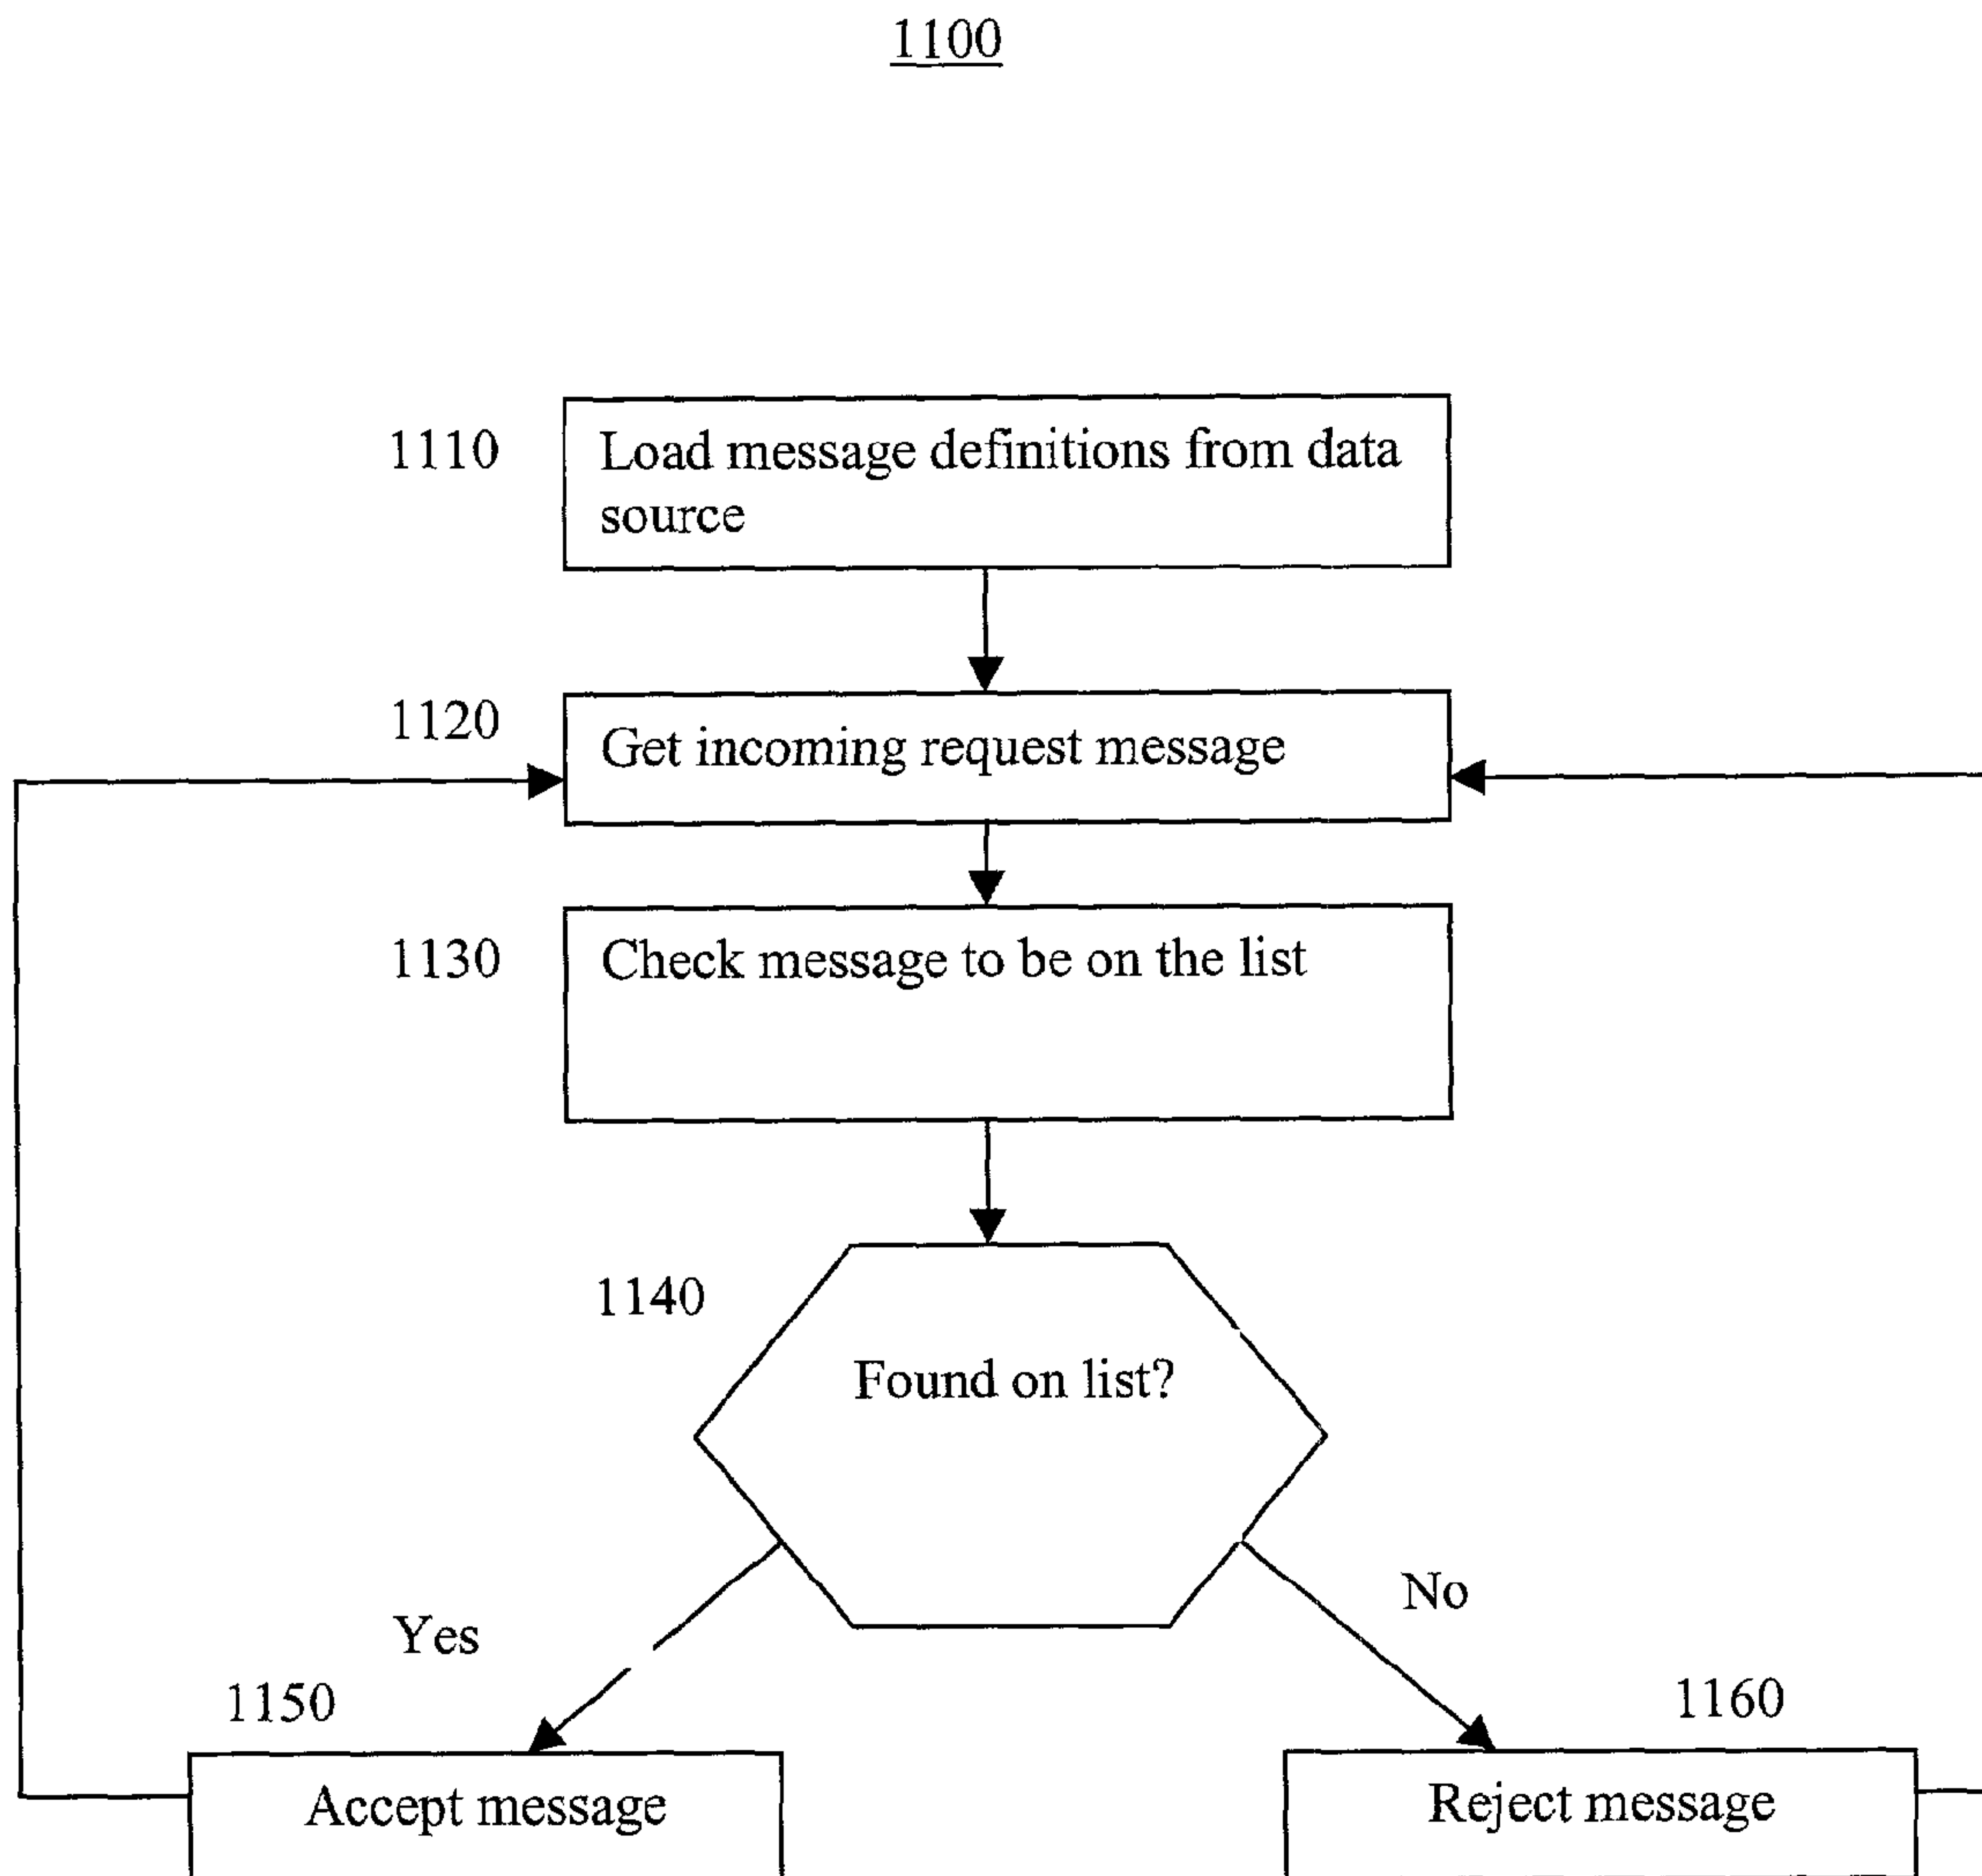 1100
1110
Load message definitions from data
source
1120
Get incoming request message
1130
Check message to be on the list
1140
Found on list?
Yes
No
1150
1160
Accept message
Reject message